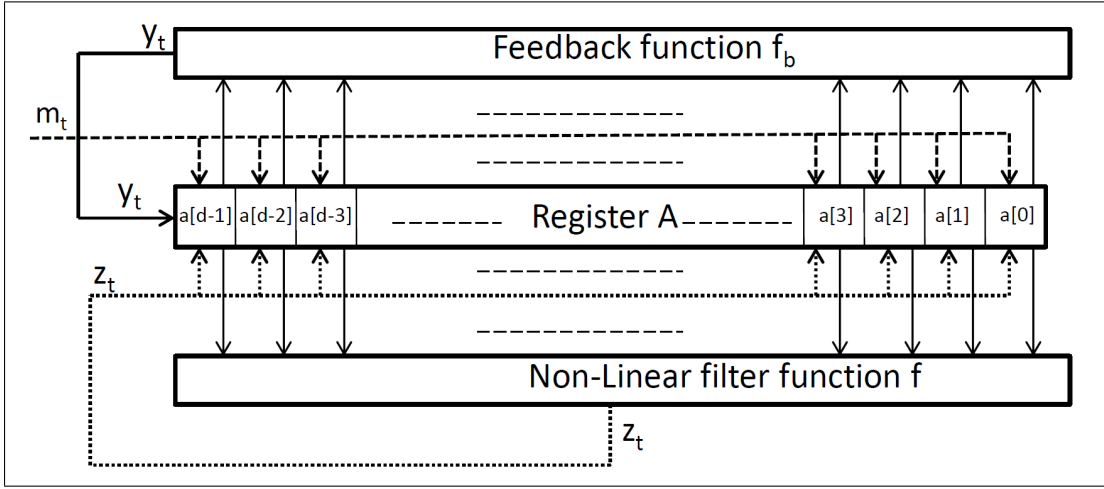 y_t
Feedback function f_b
m_t
y_t
a[d-1] a[d-2] a[d-3] Register A a[3] a[2] a[1] a[0]
z_t
Non-Linear filter function f
z_t